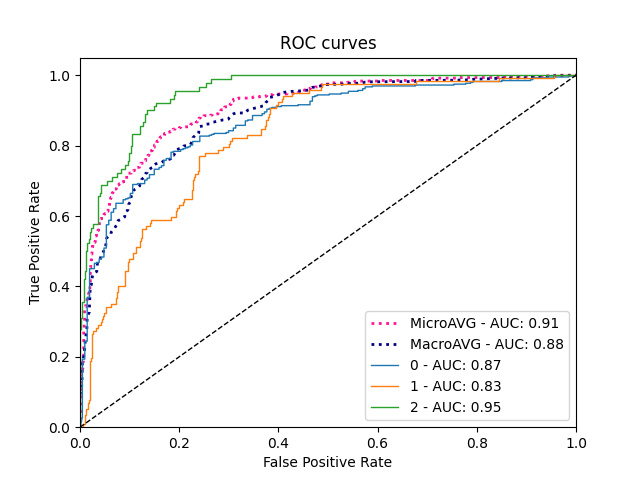 ROC curves
True Positive Rate
1.0
0.8
0.6
0.4
0.2
0.0
MicroAVG - AUC: 0.91
MacroAVG - AUC: 0.88
0 - AUC: 0.87
1 - AUC: 0.83
2 - AUC: 0.95
0.0 0.2 0.4 0.6 0.8 1.0
False Positive Rate